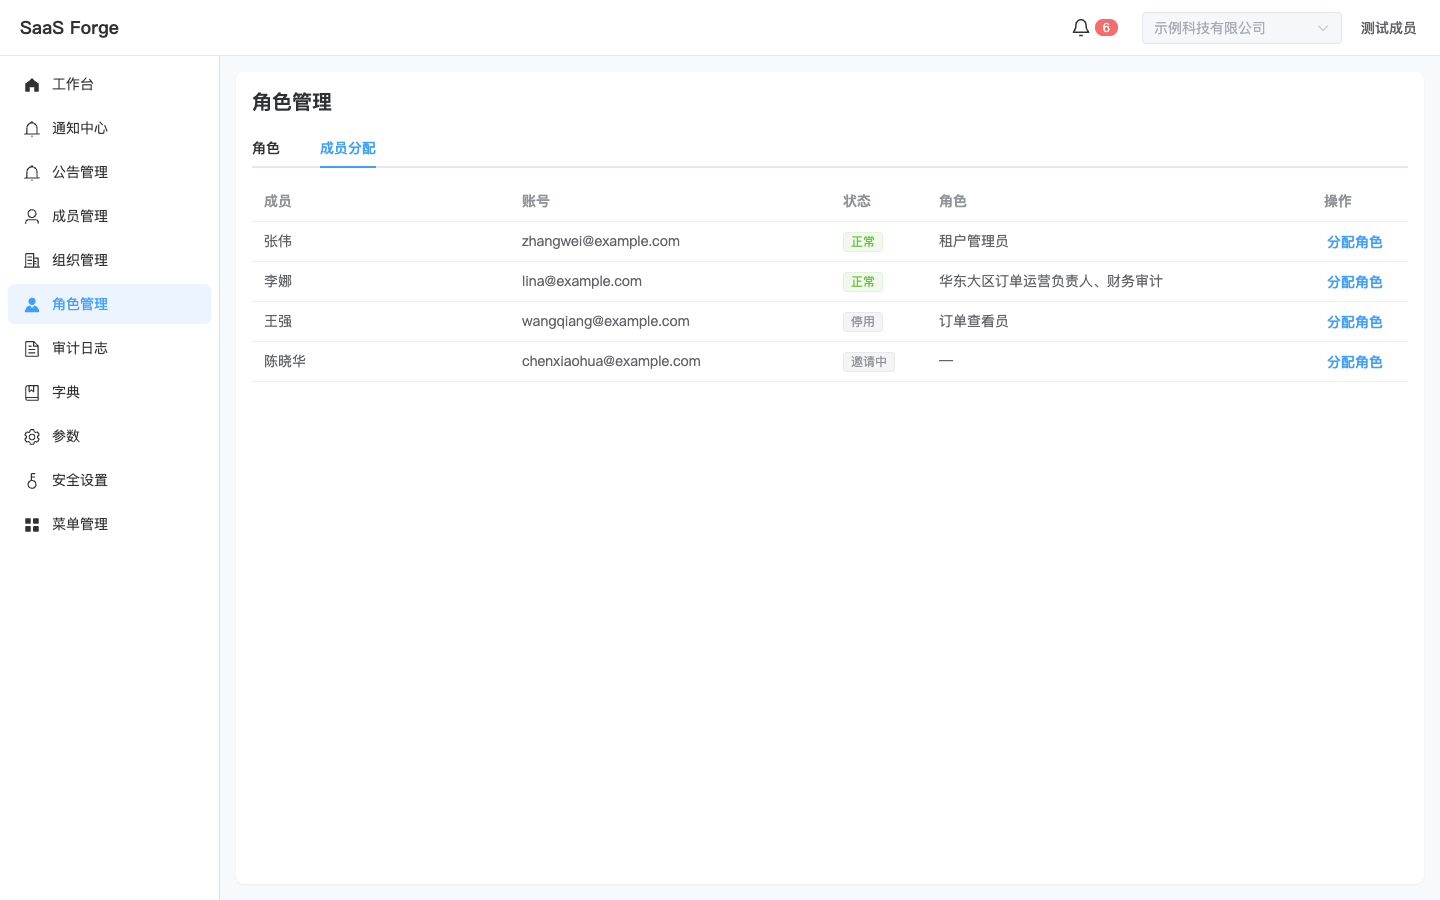 SaaS Forge
6
示例科技有限公司
测试成员
工作台
通知中心
公告管理
成员管理
组织管理
角色管理
审计日志
字典
参数
安全设置
菜单管理
角色管理
角色 成员分配
成员 账号 状态 角色 操作
张伟 zhangwei@example.com 正常 租户管理员 分配角色
李娜 lina@example.com 正常 华东大区订单运营负责人、财务审计 分配角色
王强 wangqiang@example.com 停用 订单查看员 分配角色
陈晓华 chenxiaohua@example.com 邀请中 — 分配角色